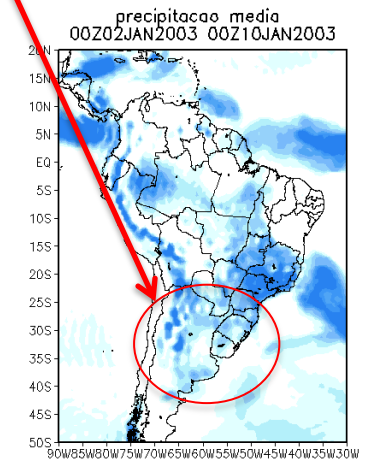 precipitacao media
00Z02JAN2003 00Z10JAN2003
20N
15N
10N
5N
EQ
5S
10S
15S
20S
25S
30S
35S
40S
45S
50S
90W85W80W75W70W65W60W55W50W45W40W35W30W